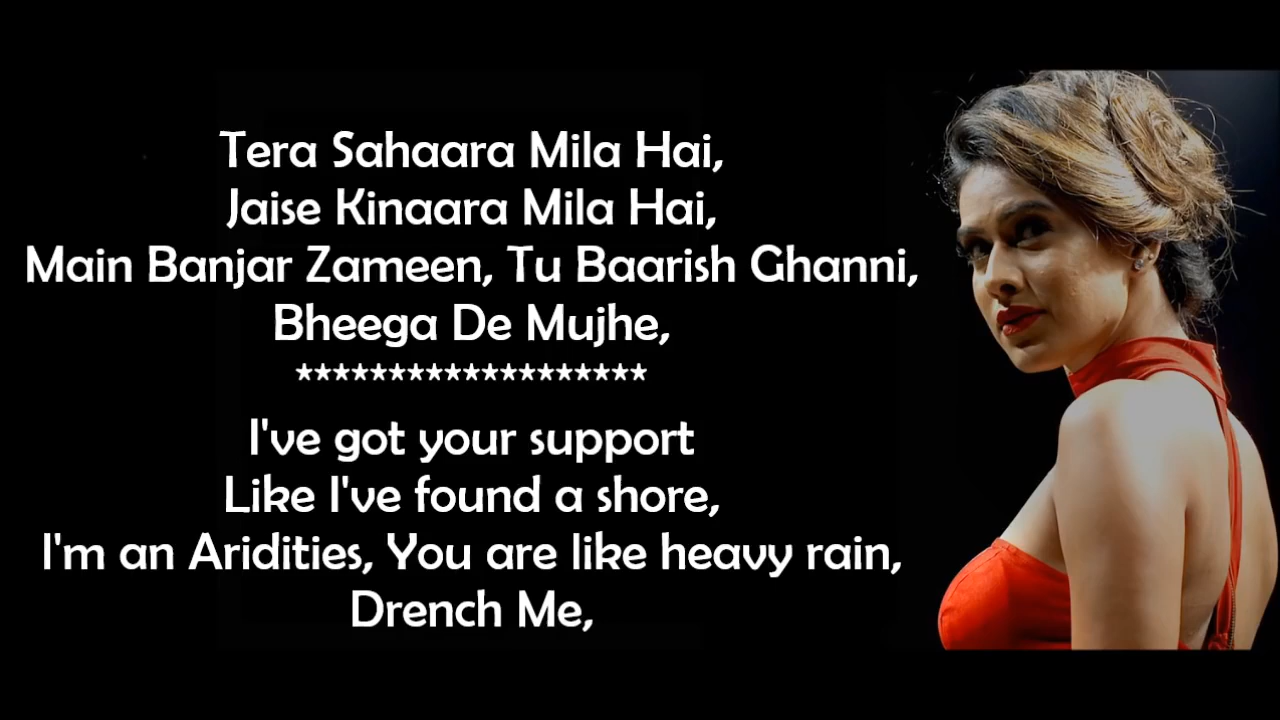 Tera Sahaara Mila Hai,
Jaise Kinaara Mila Hai,
Main Banjar Zameen, Tu Baarish Ghanni,
Bheega De Mujhe,
*******************
I've got your support
Like I've found a shore,
I'm an Aridities, You are like heavy rain,
Drench Me,